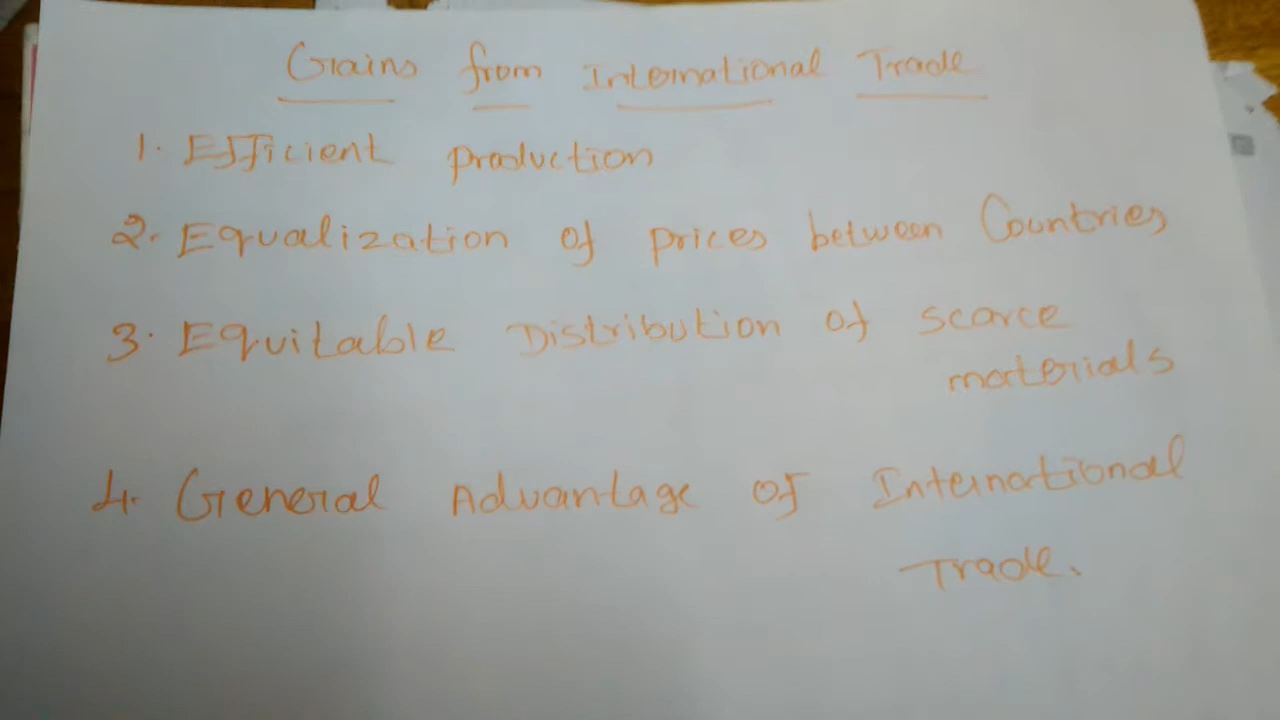 Gains from International Trade
1. Efficient production
2. Equalization of prices between Countries
3. Equitable Distribution of scarce
materials
4. General Advantage of International
Trade.